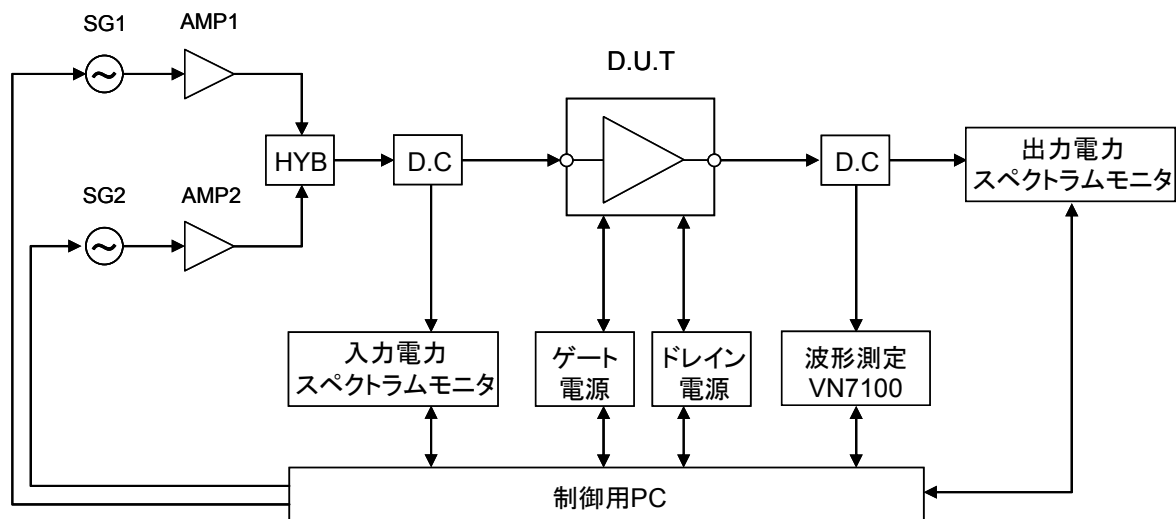 SG1
AMP1
D.U.T
HYB
D.C
D.C
出力電力
スペクトラムモニタ
SG2
AMP2
入力電力
スペクトラムモニタ
ゲート
電源
ドレイン
電源
波形測定
VN7100
制御用PC